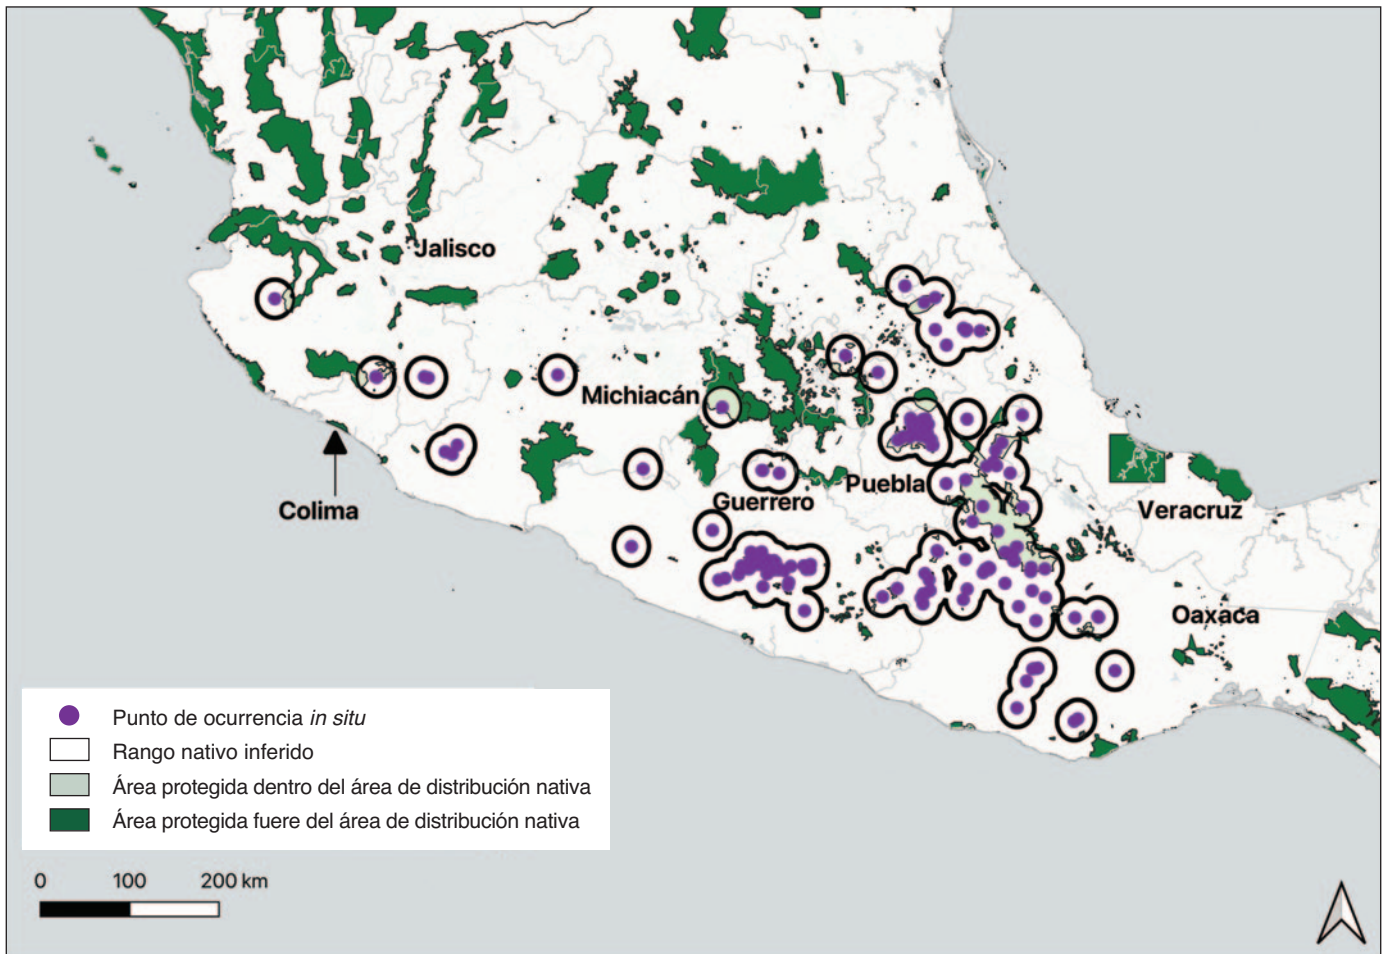 Jalisco
Michiacán
Puebla
Guerrero
Colima
Veracruz
Oaxaca
Punto de ocurrencia in situ
Rango nativo inferido
Área protegida dentro del área de distribución nativa
Área protegida fuere del área de distribución nativa
0 100 200 km